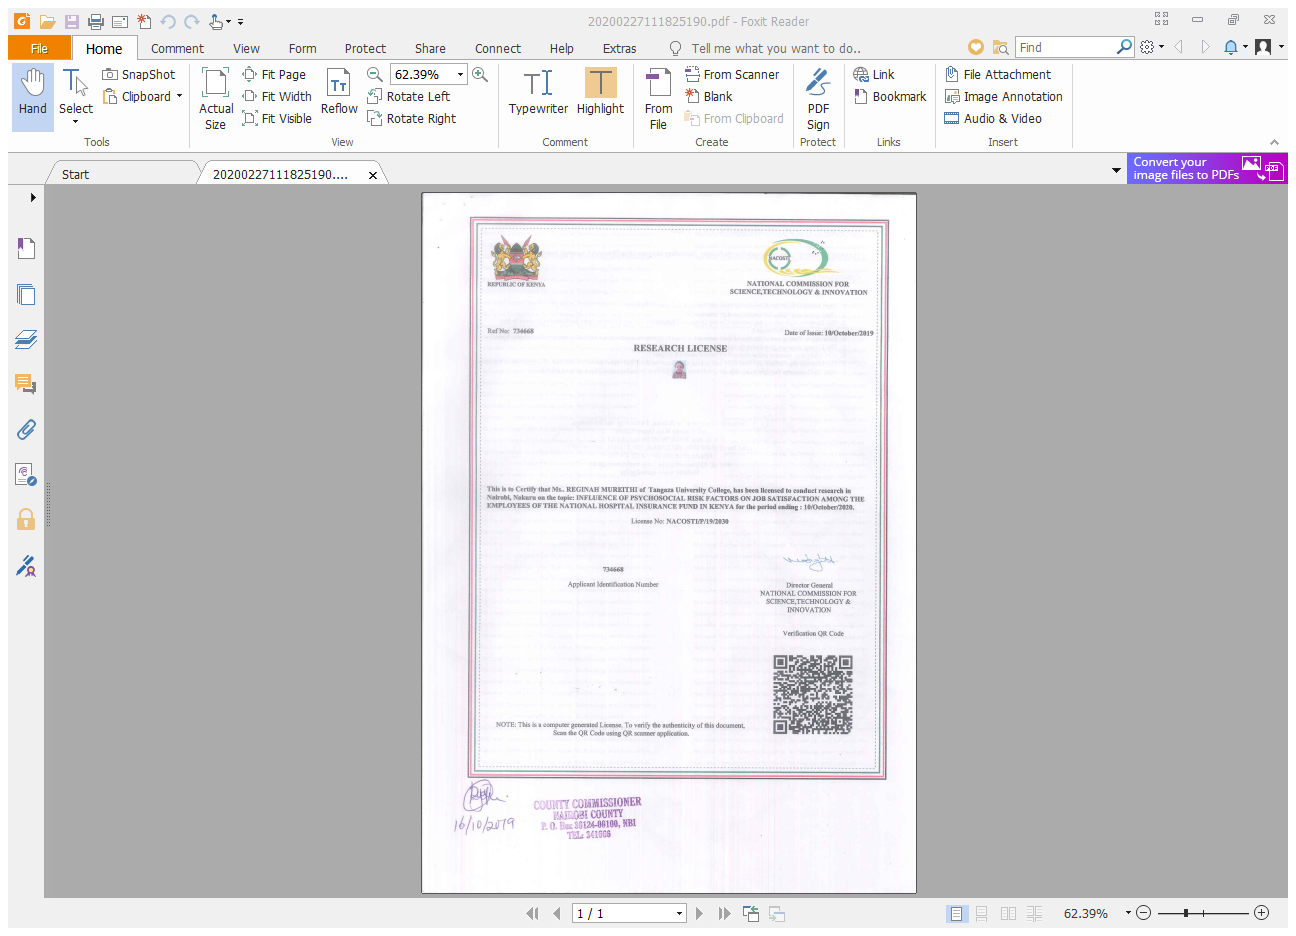 20200227111825190.pdf - Foxit Reader
File Home Comment View Form Protect Share Connect Help Extras Tell me what you want to do.. Find
Hand
Select
SnapShot
Clipboard
Tools
Actual Size
Fit Page
Fit Width
Fit Visible
Reflow
62.39%
Rotate Left
Rotate Right
View
Typewriter
Highlight
Comment
From File
From Scanner
Blank
From Clipboard
Create
PDF Sign
Protect
Link
Bookmark
Links
File Attachment
Image Annotation
Audio & Video
Insert
Start
20200227111825190....
Convert your
image files to PDFs
REPUBLIC OF KENYA
NACOSTI
NATIONAL COMMISSION FOR
SCIENCE,TECHNOLOGY & INNOVATION
Ref No: 734668
Date of Issue: 10/October/2019
RESEARCH LICENSE
This is to Certify that Ms.. REGINAH MUREITHI of Tangaza University College, has been licensed to conduct research in
Nairobi, Nakuru on the topic: INFLUENCE OF PSYCHOSOCIAL RISK FACTORS ON JOB SATISFACTION AMONG THE
EMPLOYEES OF THE NATIONAL HOSPITAL INSURANCE FUND IN KENYA for the period ending : 10/October/2020.
License No: NACOSTI/P/19/2030
734668
Applicant Identification Number
Director General
NATIONAL COMMISSION FOR
SCIENCE,TECHNOLOGY &
INNOVATION
Verification QR Code
NOTE: This is a computer generated License. To verify the authenticity of this document,
Scan the QR Code using QR scanner application.
16/10/2019
COUNTY COMMISSIONER
NAIROBI COUNTY
P. O. Box 30124-00100, NBI
TEL: 341666
1 / 1
62.39%